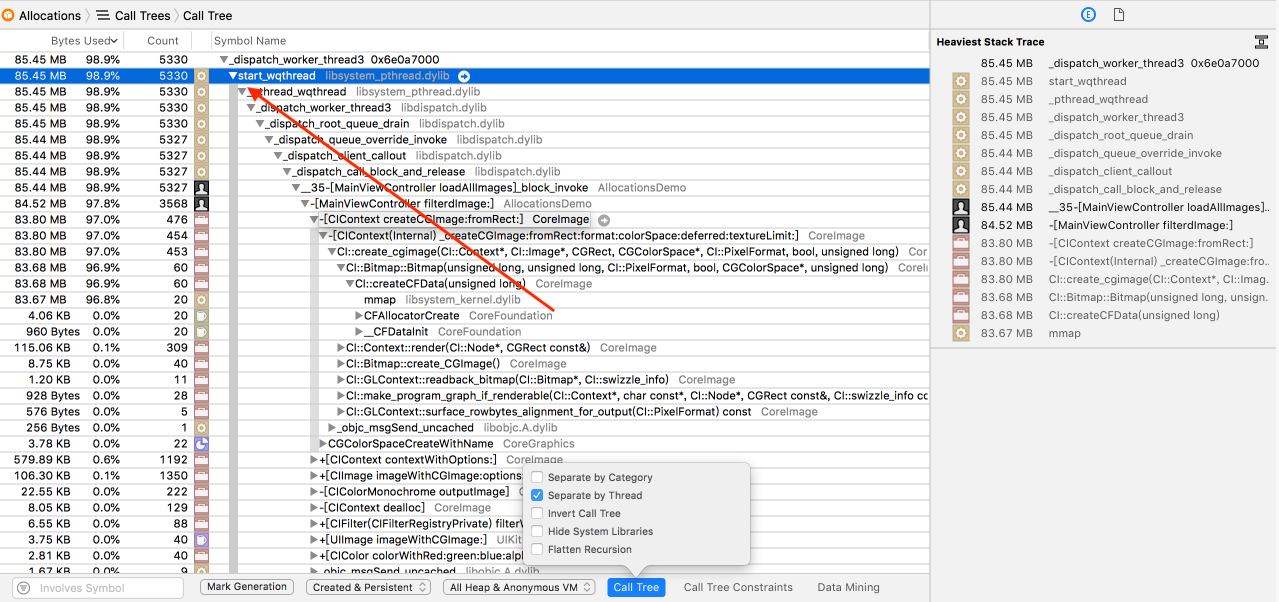 Allocations Call Trees Call Tree
Bytes Used Count Symbol Name
85.45 MB 98.9% 5330 _dispatch_worker_thread3 0x6e0a7000
85.45 MB 98.9% 5330 start_wqthread libsystem_pthread.dylib
85.45 MB 98.9% 5330 _pthread_wqthread libsystem_pthread.dylib
85.45 MB 98.9% 5330 _dispatch_worker_thread3 libdispatch.dylib
85.45 MB 98.9% 5330 _dispatch_root_queue_drain libdispatch.dylib
85.44 MB 98.9% 5327 _dispatch_queue_override_invoke libdispatch.dylib
85.44 MB 98.9% 5327 _dispatch_client_callout libdispatch.dylib
85.44 MB 98.9% 5327 _dispatch_call_block_and_release libdispatch.dylib
85.44 MB 98.9% 5327 __35-[MainViewController loadAllImages]_block_invoke AllocationsDemo
84.52 MB 97.8% 3568 -[MainViewController filterdImage:] AllocationsDemo
83.80 MB 97.0% 476 -[CIContext createCGImage:fromRect:] CoreImage
83.80 MB 97.0% 454 -[CIContext(Internal) _createCGImage:fromRect:format:colorSpace:deferred:textureLimit:] CoreImage
83.80 MB 97.0% 453 CI::create_cgimage(CI::Context*, CI::Image*, CGRect, CGColorSpace*, CI::PixelFormat, bool, unsigned long) Cor
83.68 MB 96.9% 60 CI::Bitmap::Bitmap(unsigned long, unsigned long, CI::PixelFormat, bool, CGColorSpace*, unsigned long) CoreIm
83.68 MB 96.9% 60 CI::createCFData(unsigned long) CoreImage
83.67 MB 96.8% 20 mmap libsystem_kernel.dylib
4.06 KB 0.0% 20 CFAllocatorCreate CoreFoundation
960 Bytes 0.0% 20 __CFDataInit CoreFoundation
115.06 KB 0.1% 309 CI::Context::render(CI::Node*, CGRect const&) CoreImage
8.75 KB 0.0% 40 CI::Bitmap::create_CGImage() CoreImage
1.20 KB 0.0% 11 CI::GLContext::readback_bitmap(CI::Bitmap*, CI::swizzle_info) CoreImage
928 Bytes 0.0% 28 CI::make_program_graph_if_renderable(CI::Context*, char const*, CI::Node*, CGRect const&, CI::swizzle_info co
576 Bytes 0.0% 5 CI::GLContext::surface_rowbytes_alignment_for_output(CI::PixelFormat) const CoreImage
256 Bytes 0.0% 1 _objc_msgSend_uncached libobjc.A.dylib
3.78 KB 0.0% 22 CGColorSpaceCreateWithName CoreGraphics
579.89 KB 0.6% 1192 +[CIContext contextWithOptions:] CoreImage
106.30 KB 0.1% 1350 +[CIImage imageWithCGImage:options
22.55 KB 0.0% 222 -[CIColorMonochrome outputImage]
8.05 KB 0.0% 129 -[CIContext dealloc] CoreImage
6.55 KB 0.0% 88 +[CIFilter(CIFilterRegistryPrivate) filterW
3.75 KB 0.0% 40 +[UIImage imageWithCGImage:] UIKit
2.81 KB 0.0% 40 +[CIColor colorWithRed:green:blue:alph
1.67 KB 0.0% 9 _objc_msgSend_uncached libobjc.A.dylib
Separate by Category
Separate by Thread
Invert Call Tree
Hide System Libraries
Flatten Recursion
Involves Symbol Mark Generation Created & Persistent All Heap & Anonymous VM Call Tree Call Tree Constraints Data Mining
E
Heaviest Stack Trace
85.45 MB _dispatch_worker_thread3 0x6e0a7000
85.45 MB start_wqthread
85.45 MB _pthread_wqthread
85.45 MB _dispatch_worker_thread3
85.45 MB _dispatch_root_queue_drain
85.44 MB _dispatch_queue_override_invoke
85.44 MB _dispatch_client_callout
85.44 MB _dispatch_call_block_and_release
85.44 MB __35-[MainViewController loadAllImages]..
84.52 MB -[MainViewController filterdImage:]
83.80 MB -[CIContext createCGImage:fromRect:]
83.80 MB -[CIContext(Internal) _createCGImage:fro..
83.80 MB CI::create_cgimage(CI::Context*, CI::Imag..
83.68 MB CI::Bitmap::Bitmap(unsigned long, unsign..
83.68 MB CI::createCFData(unsigned long)
83.67 MB mmap